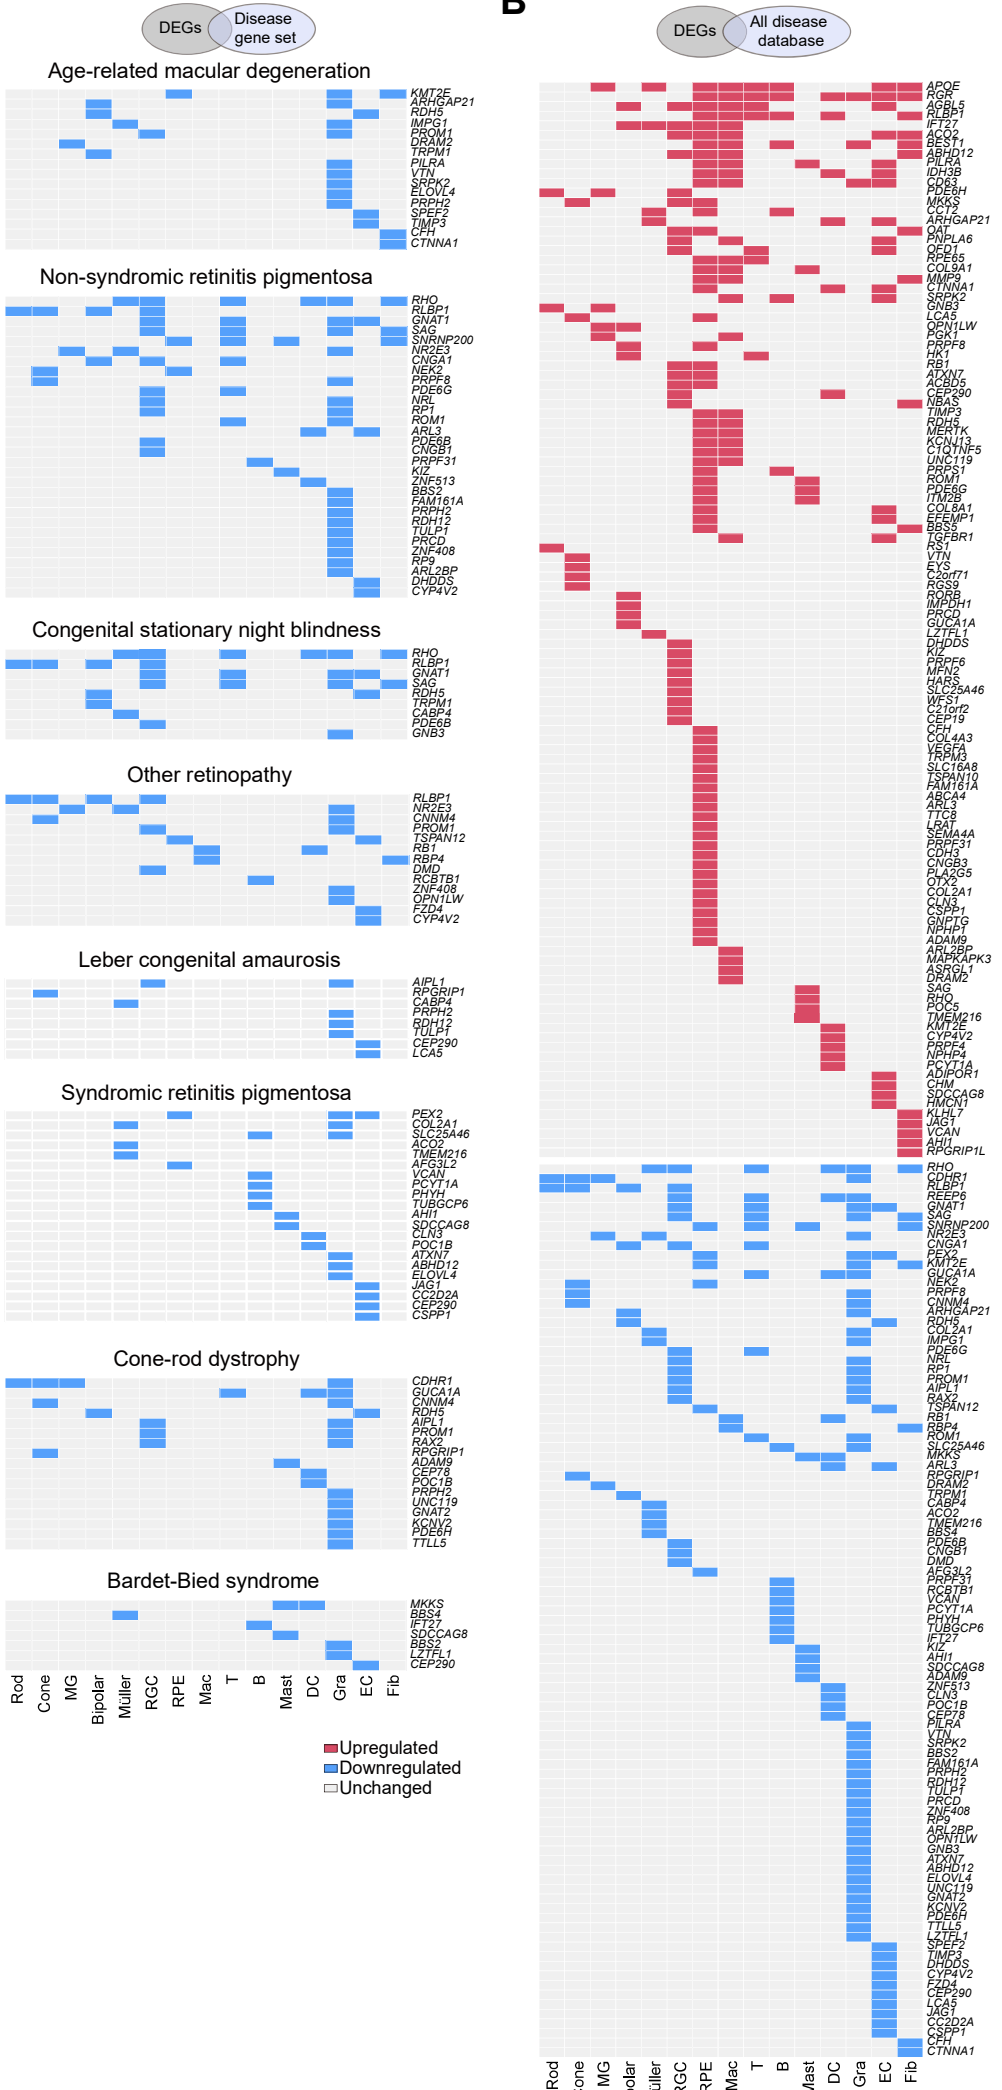 DEGs
Disease
gene set
Age-related macular degeneration
KMT2E
ARHGAP21
RDH5
IMPG1
PROM1
DRAM2
TRPM1
PILRA
VTN
SRPK2
ELOVL4
PRPH2
SPEF2
TIMP3
CFH
CTNNA1
Non-syndromic retinitis pigmentosa
RHO
RLBP1
GNAT1
SAG
SNRNP200
NR2E3
CNGA1
NEK2
PRPF8
PDE6G
NRL
RP1
ROM1
ARL3
PDE6B
CNGB1
PRPF31
KIZ
ZNF513
BBS2
FAM161A
PRPH2
RDH12
TULP1
PRCD
ZNF408
RP9
ARL2BP
DHDDS
CYP4V2
Congenital stationary night blindness
RHO
RLBP1
GNAT1
SAG
RDH5
TRPM1
CABP4
PDE6B
GNB3
Other retinopathy
RLBP1
NR2E3
CNNM4
PROM1
TSPAN12
RB1
RBP4
DMD
RCBTB1
ZNF408
OPN1LW
FZD4
CYP4V2
Leber congenital amaurosis
AIPL1
RPGRIP1
CABP4
PRPH2
RDH12
TULP1
CEP290
LCA5
Syndromic retinitis pigmentosa
PEX2
COL2A1
SLC25A46
ACO2
TMEM216
AFG3L2
VCAN
PCYT1A
PHYH
TUBGCP6
AHI1
SDCCAG8
CLN3
POC1B
ATXN7
ABHD12
ELOVL4
JAG1
CC2D2A
CEP290
CSPP1
Cone-rod dystrophy
CDHR1
GUCA1A
CNNM4
RDH5
AIPL1
PROM1
RAX2
RPGRIP1
ADAM9
CEP78
POC1B
PRPH2
UNC119
GNAT2
KCNV2
PDE6H
TTLL5
Bardet-Bied syndrome
MKKS
BBS4
IFT27
SDCCAG8
BBS2
LZTFL1
CEP290
Rod Cone MG Bipolar Müller RGC RPE Mac T B Mast DC Gra EC Fib
Upregulated
Downregulated
Unchanged
B
DEGs
All disease
database
APOE
RGR
AGBL5
RLBP1
IFT27
ACO2
BEST1
ABHD12
PILRA
IDH3B
CD63
PDE6H
MKKS
CCT2
ARHGAP21
OAT
PNPLA6
OFD1
RPE65
COL9A1
MMP9
CTNNA1
SRPK2
GNB3
LCA5
OPN1LW
PGK1
PRPF8
HK1
RB1
ATXN7
ACBD5
CEP290
NBAS
TIMP3
RDH5
MERTK
KCNJ13
C1QTNF5
UNC119
PRPS1
ROM1
PDE6G
ITM2B
COL8A1
EFEMP1
BBS5
TGFBR1
RS1
VTN
EYS
C2orf71
RGS9
RORB
IMPDH1
PRCD
GUCA1A
LZTFL1
DHDDS
KIZ
PRPF6
MFN2
HARS
SLC25A46
WFS1
C21orf2
CEP19
CFH
COL4A3
VEGFA
TRPM3
SLC16A8
TSPAN10
FAM161A
ABCA4
ARL3
TTC8
LRAT
SEMA4A
PRPF31
CDH3
CNGB3
PLA2G5
OTX2
COL2A1
CLN3
CSPP1
GNPTG
NPHP1
ADAM9
ARL2BP
MAPKAPK3
ASRGL1
DRAM2
SAG
RHO
POC5
TMEM216
KMT2E
CYP4V2
PRPF4
NPHP4
PCYT1A
ADIPOR1
CHM
SDCCAG8
HMCN1
KLHL7
JAG1
VCAN
AHI1
RPGRIP1L
RHO
CDHR1
RLBP1
REEP6
GNAT1
SAG
SNRNP200
NR2E3
CNGA1
PEX2
KMT2E
GUCA1A
NEK2
PRPF8
CNNM4
ARHGAP21
RDH5
COL2A1
IMPG1
PDE6G
NRL
RP1
PROM1
AIPL1
RAX2
TSPAN12
RB1
RBP4
ROM1
SLC25A46
MKKS
ARL3
RPGRIP1
DRAM2
TRPM1
CABP4
ACO2
TMEM216
BBS4
PDE6B
CNGB1
DMD
AFG3L2
PRPF31
RCBTB1
VCAN
PCYT1A
PHYH
TUBGCP6
IFT27
KIZ
AHI1
SDCCAG8
ADAM9
ZNF513
CLN3
POC1B
CEP78
PILRA
VTN
SRPK2
BBS2
FAM161A
PRPH2
RDH12
TULP1
PRCD
ZNF408
RP9
ARL2BP
OPN1LW
GNB3
ATXN7
ABHD12
ELOVL4
UNC119
GNAT2
KCNV2
PDE6H
TTLL5
LZTFL1
SPEF2
TIMP3
DHDDS
CYP4V2
FZD4
CEP290
LCA5
JAG1
CC2D2A
CSPP1
CFH
CTNNA1
Rod one MG polar üller RGC RPE Mac T B Mast DC Gra EC Fib